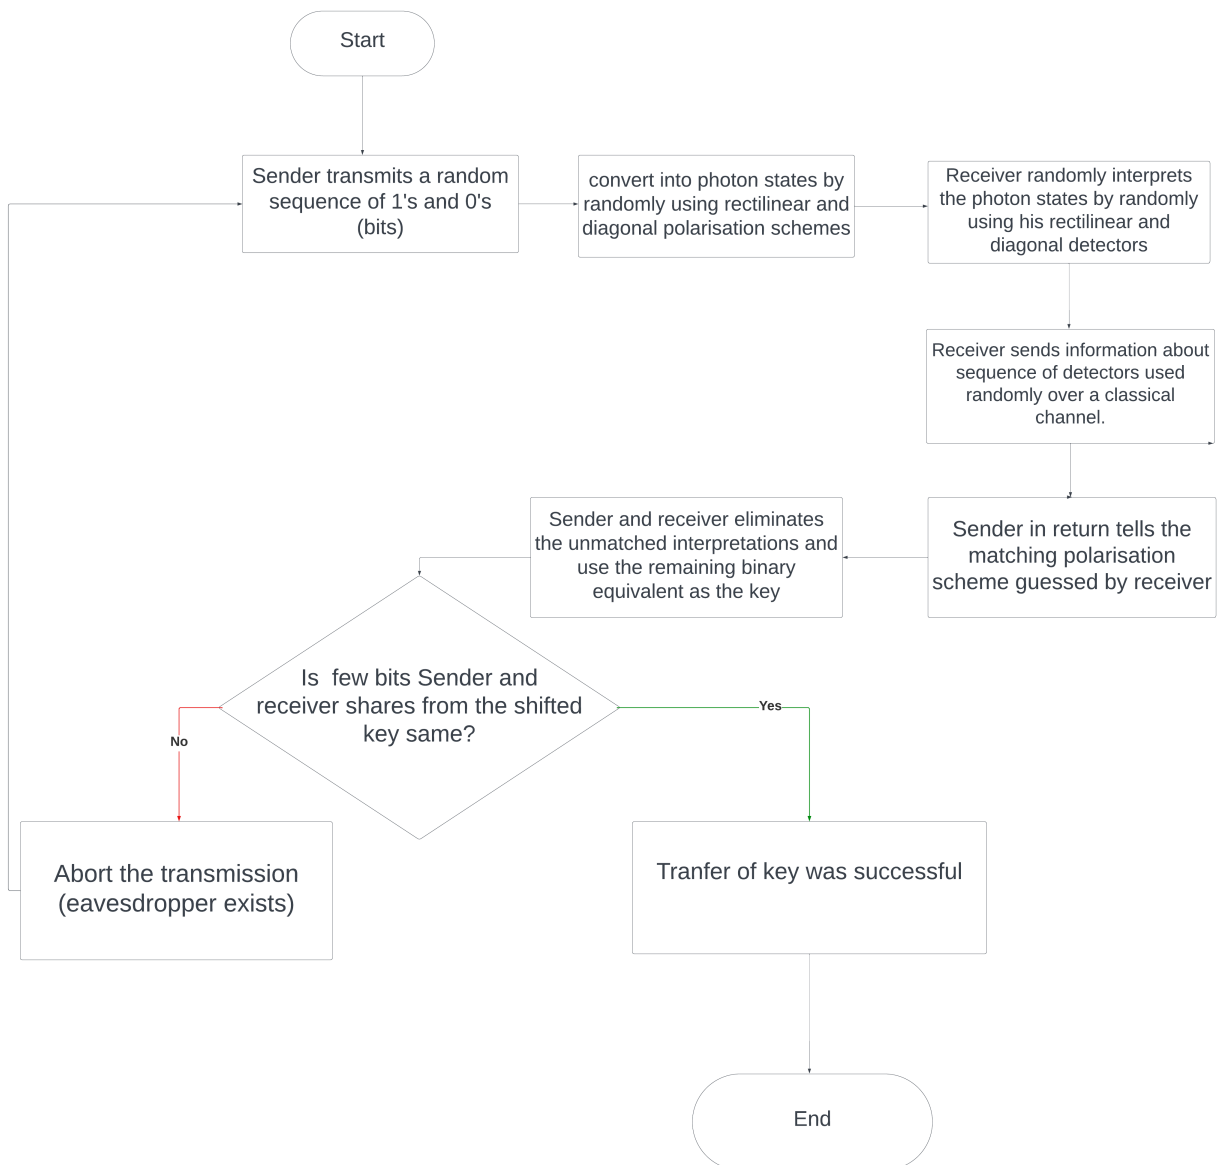 Start
Sender transmits a random
sequence of 1's and 0's
(bits)
convert into photon states by
randomly using rectilinear and
diagonal polarisation schemes
Receiver randomly interprets
the photon states by randomly
using his rectilinear and
diagonal detectors
Receiver sends information about
sequence of detectors used
randomly over a classical
channel.
Sender in return tells the
matching polarisation
scheme guessed by receiver
Sender and receiver eliminates
the unmatched interpretations and
use the remaining binary
equivalent as the key
Is  few bits Sender and
receiver shares from the shifted
key same?
No
Yes
Abort the transmission
(eavesdropper exists)
Tranfer of key was successful
End